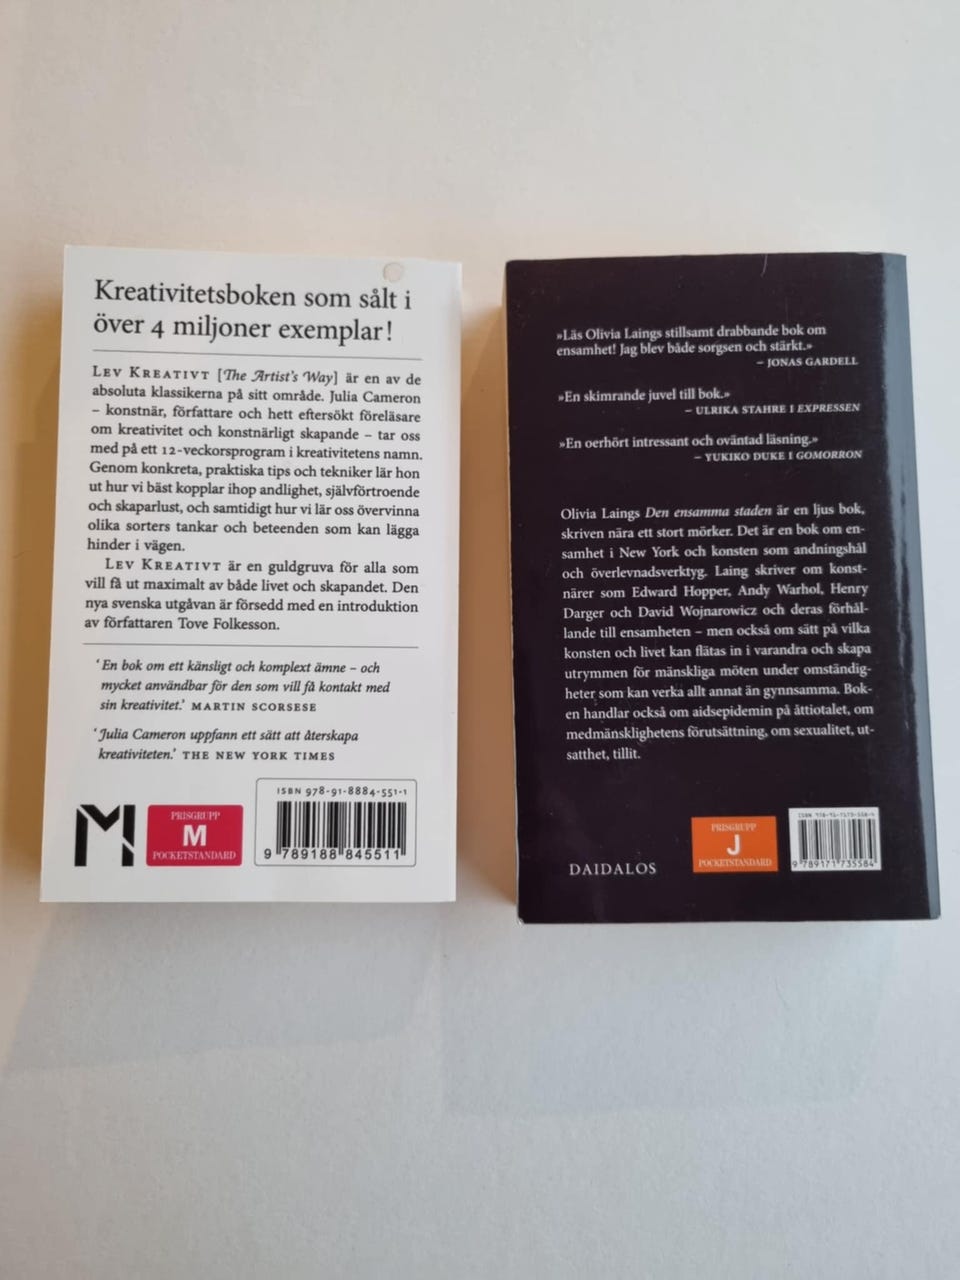 Kreativitetsboken som sålt i
över 4 miljoner exemplar!
LEV KREATIVT [The Artist's Way] är en av de
absoluta klassikerna på sitt område. Julia Cameron
– konstnär, författare och hett eftersökt föreläsare
om kreativitet och konstnärligt skapande – tar oss
med på ett 12-veckorsprogram i kreativitetens namn.
Genom konkreta, praktiska tips och tekniker lär hon
ut hur vi bäst kopplar ihop andlighet, självförtroende
och skaparlust, och samtidigt hur vi lär oss övervinna
olika sorters tankar och beteenden som kan lägga
hinder i vägen.
LEV KREATIVT är en guldgruva för alla som
vill få ut maximalt av både livet och skapandet. Den
nya svenska utgåvan är försedd med en introduktion
av författaren Tove Folkesson.
'En bok om ett känsligt och komplext ämne – och
mycket användbar för den som vill få kontakt med
sin kreativitet.' MARTIN SCORSESE
'Julia Cameron uppfann ett sätt att återskapa
kreativiteten.' THE NEW YORK TIMES
M
PRISGRUPP
M
POCKETSTANDARD
ISBN 978-91-8884-551-1
9 789188 845511
»Läs Olivia Laings stillsamt drabbande bok om
ensamhet! Jag blev både sorgsen och stärkt.»
– JONAS GARDELL
»En skimrande juvel till bok.»
– ULRIKA STAHRE I EXPRESSEN
»En oerhört intressant och oväntad läsning.»
– YUKIKO DUKE I GOMORRON
Olivia Laings Den ensamma staden är en ljus bok,
skriven nära ett stort mörker. Det är en bok om en-
samhet i New York och konsten som andningshål
och överlevnadsverktyg. Laing skriver om konst-
närer som Edward Hopper, Andy Warhol, Henry
Darger och David Wojnarowicz och deras förhål-
lande till ensamheten – men också om sätt på vilka
konsten och livet kan flätas in i varandra och skapa
utrymmen för mänskliga möten under omständig-
heter som kan verka allt annat än gynnsamma. Bok-
en handlar också om aidsepidemin på åttiotalet, om
medmänsklighetens förutsättning, om sexualitet, ut-
satthet, tillit.
DAIDALOS
PRISGRUPP
J
POCKETSTANDARD
ISBN 978-91-7173-558-4
9 789171 735584